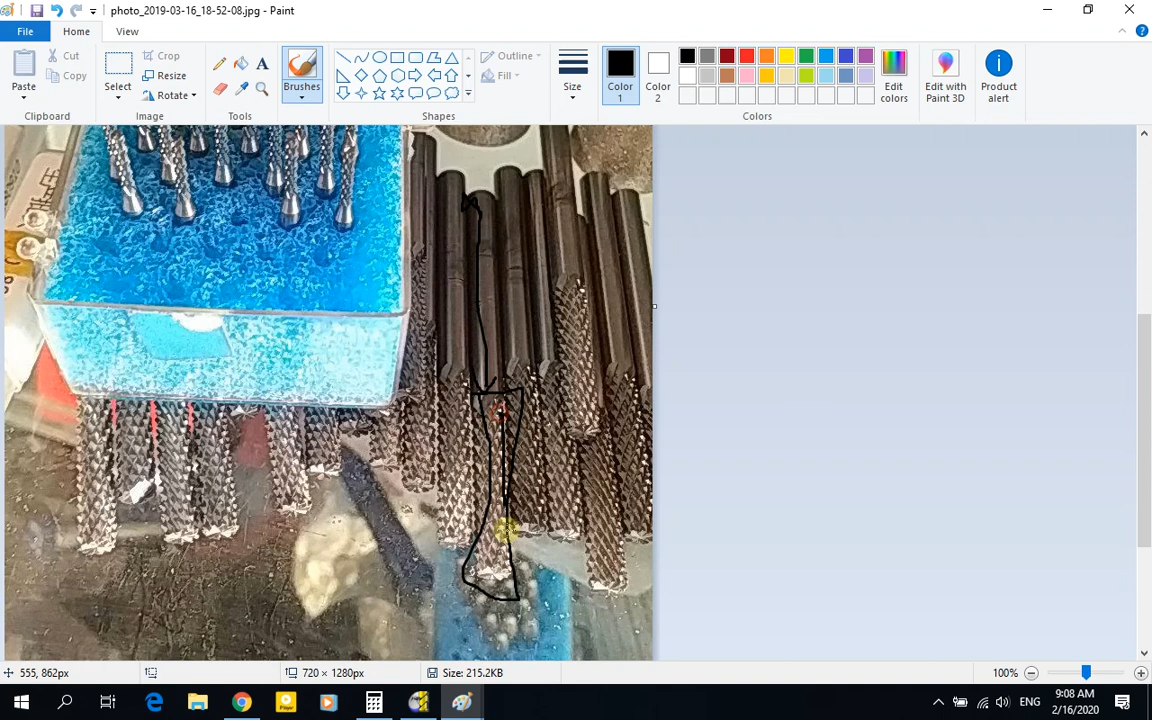 photo_2019-03-16_18-52-08.jpg - Paint
File
Home
View
Paste
Cut
Copy
Clipboard
Select
Crop
Resize
Rotate
Image
A
Tools
Brushes
Outline
Fill
Shapes
Size
Color
1
Color
2
Edit
colors
Colors
Edit with
Paint 3D
Product
alert
555, 862px
720 × 1280px
Size: 215.2KB
100%
ENG
9:08 AM
2/16/2020